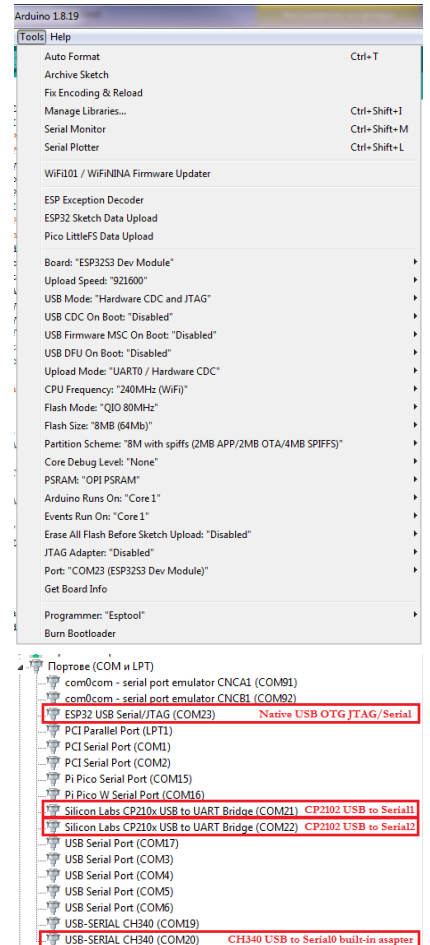 Arduino 1.8.19
Tools Help
Auto Format Ctrl+T
Archive Sketch
Fix Encoding & Reload
Manage Libraries... Ctrl+Shift+I
Serial Monitor Ctrl+Shift+M
Serial Plotter Ctrl+Shift+L
WiFi101 / WiFiNINA Firmware Updater
ESP Exception Decoder
ESP32 Sketch Data Upload
Pico LittleFS Data Upload
Board: "ESP32S3 Dev Module"
Upload Speed: "921600"
USB Mode: "Hardware CDC and JTAG"
USB CDC On Boot: "Disabled"
USB Firmware MSC On Boot: "Disabled"
USB DFU On Boot: "Disabled"
Upload Mode: "UART0 / Hardware CDC"
CPU Frequency: "240MHz (WiFi)"
Flash Mode: "QIO 80MHz"
Flash Size: "8MB (64Mb)"
Partition Scheme: "8M with spiffs (2MB APP/2MB OTA/4MB SPIFFS)"
Core Debug Level: "None"
PSRAM: "OPI PSRAM"
Arduino Runs On: "Core 1"
Events Run On: "Core 1"
Erase All Flash Before Sketch Upload: "Disabled"
JTAG Adapter: "Disabled"
Port: "COM23 (ESP32S3 Dev Module)"
Get Board Info
Programmer: "Esptool"
Burn Bootloader
Портове (COM и LPT)
com0com - serial port emulator CNCA1 (COM91)
com0com - serial port emulator CNCB1 (COM92)
ESP32 USB Serial/JTAG (COM23) Native USB OTG JTAG/Serial
PCI Parallel Port (LPT1)
PCI Serial Port (COM1)
PCI Serial Port (COM2)
Pi Pico Serial Port (COM15)
Pi Pico W Serial Port (COM16)
Silicon Labs CP210x USB to UART Bridge (COM21) CP2102 USB to Serial1
Silicon Labs CP210x USB to UART Bridge (COM22) CP2102 USB to Serial2
USB Serial Port (COM17)
USB Serial Port (COM3)
USB Serial Port (COM4)
USB Serial Port (COM5)
USB Serial Port (COM6)
USB-SERIAL CH340 (COM19)
USB-SERIAL CH340 (COM20) CH340 USB to Serial0 built-in asapter